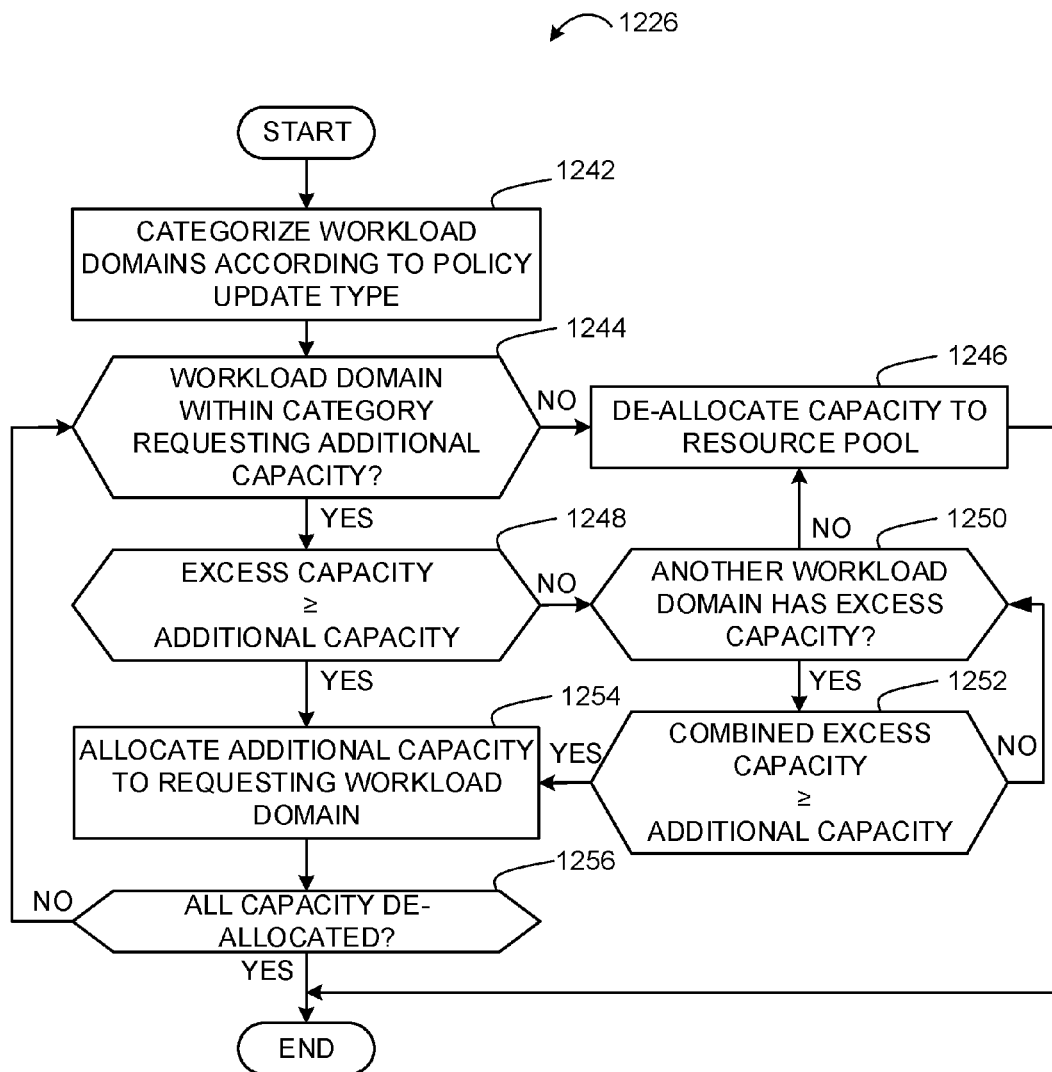 1226
START
1242
CATEGORIZE WORKLOAD
DOMAINS ACCORDING TO POLICY
UPDATE TYPE
1244
WORKLOAD DOMAIN
WITHIN CATEGORY
REQUESTING ADDITIONAL
CAPACITY?
NO
1246
DE-ALLOCATE CAPACITY TO
RESOURCE POOL
YES
1248
EXCESS CAPACITY
≥
ADDITIONAL CAPACITY
NO
NO
1250
ANOTHER WORKLOAD
DOMAIN HAS EXCESS
CAPACITY?
YES
1254
ALLOCATE ADDITIONAL CAPACITY
TO REQUESTING WORKLOAD
DOMAIN
YES
YES
1252
COMBINED EXCESS
CAPACITY
≥
ADDITIONAL CAPACITY
NO
1256
NO
ALL CAPACITY DE-
ALLOCATED?
YES
END